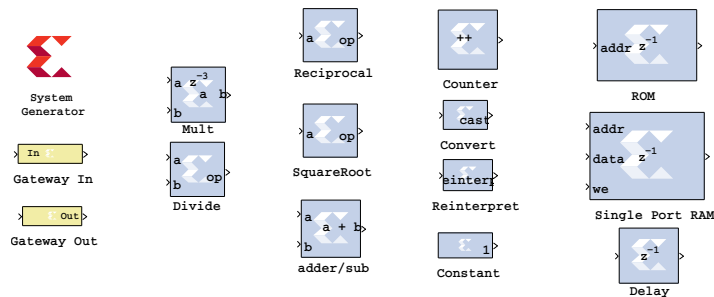 System
Generator
In
Gateway In
Out
Gateway Out
a z-3
a b
b
Mult
a
b
op
Divide
a
op
Reciprocal
a
op
SquareRoot
a
a + b
b
adder/sub
++
Counter
cast
Convert
einterp
Reinterpret
1
Constant
addr z-1
ROM
addr
data z-1
we
Single Port RAM
z-1
Delay